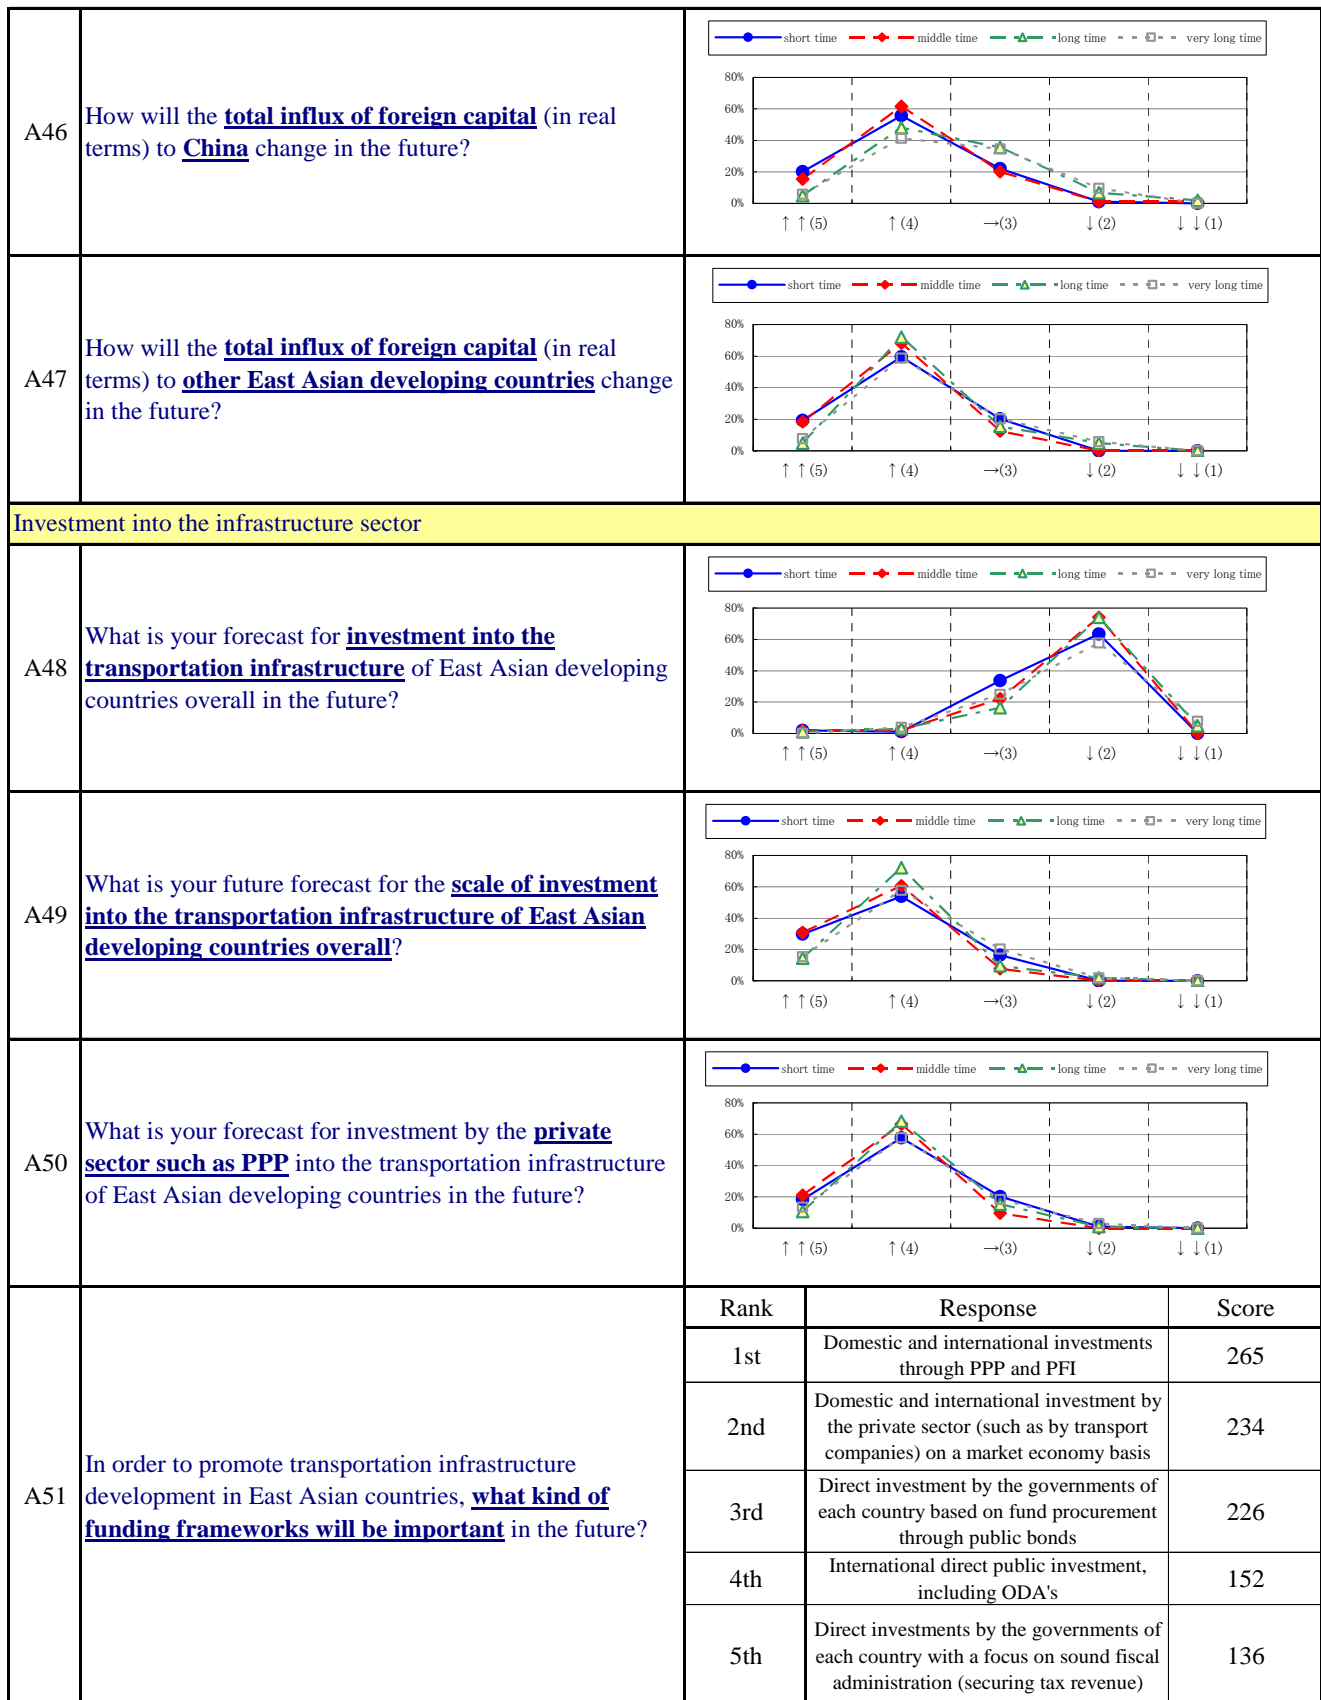 short time middle time long time very long time
80%
60%
40%
20%
0%
↑ ↑ (5) ↑ (4) →(3) ↓ (2) ↓ ↓ (1)
A46
How will the total influx of foreign capital (in real
terms) to China change in the future?
short time middle time long time very long time
80%
60%
40%
20%
0%
↑ ↑ (5) ↑ (4) →(3) ↓ (2) ↓ ↓ (1)
A47
How will the total influx of foreign capital (in real
terms) to other East Asian developing countries change
in the future?
Investment into the infrastructure sector
short time middle time long time very long time
80%
60%
40%
20%
0%
↑ ↑ (5) ↑ (4) →(3) ↓ (2) ↓ ↓ (1)
A48
What is your forecast for investment into the
transportation infrastructure of East Asian developing
countries overall in the future?
short time middle time long time very long time
80%
60%
40%
20%
0%
↑ ↑ (5) ↑ (4) →(3) ↓ (2) ↓ ↓ (1)
A49
What is your future forecast for the scale of investment
into the transportation infrastructure of East Asian
developing countries overall?
short time middle time long time very long time
80%
60%
40%
20%
0%
↑ ↑ (5) ↑ (4) →(3) ↓ (2) ↓ ↓ (1)
A50
What is your forecast for investment by the private
sector such as PPP into the transportation infrastructure
of East Asian developing countries in the future?
A51
In order to promote transportation infrastructure
development in East Asian countries, what kind of
funding frameworks will be important in the future?
Rank Response Score
1st
Domestic and international investments
through PPP and PFI
265
2nd
Domestic and international investment by
the private sector (such as by transport
companies) on a market economy basis
234
3rd
Direct investment by the governments of
each country based on fund procurement
through public bonds
226
4th
International direct public investment,
including ODA's
152
5th
Direct investments by the governments of
each country with a focus on sound fiscal
administration (securing tax revenue)
136